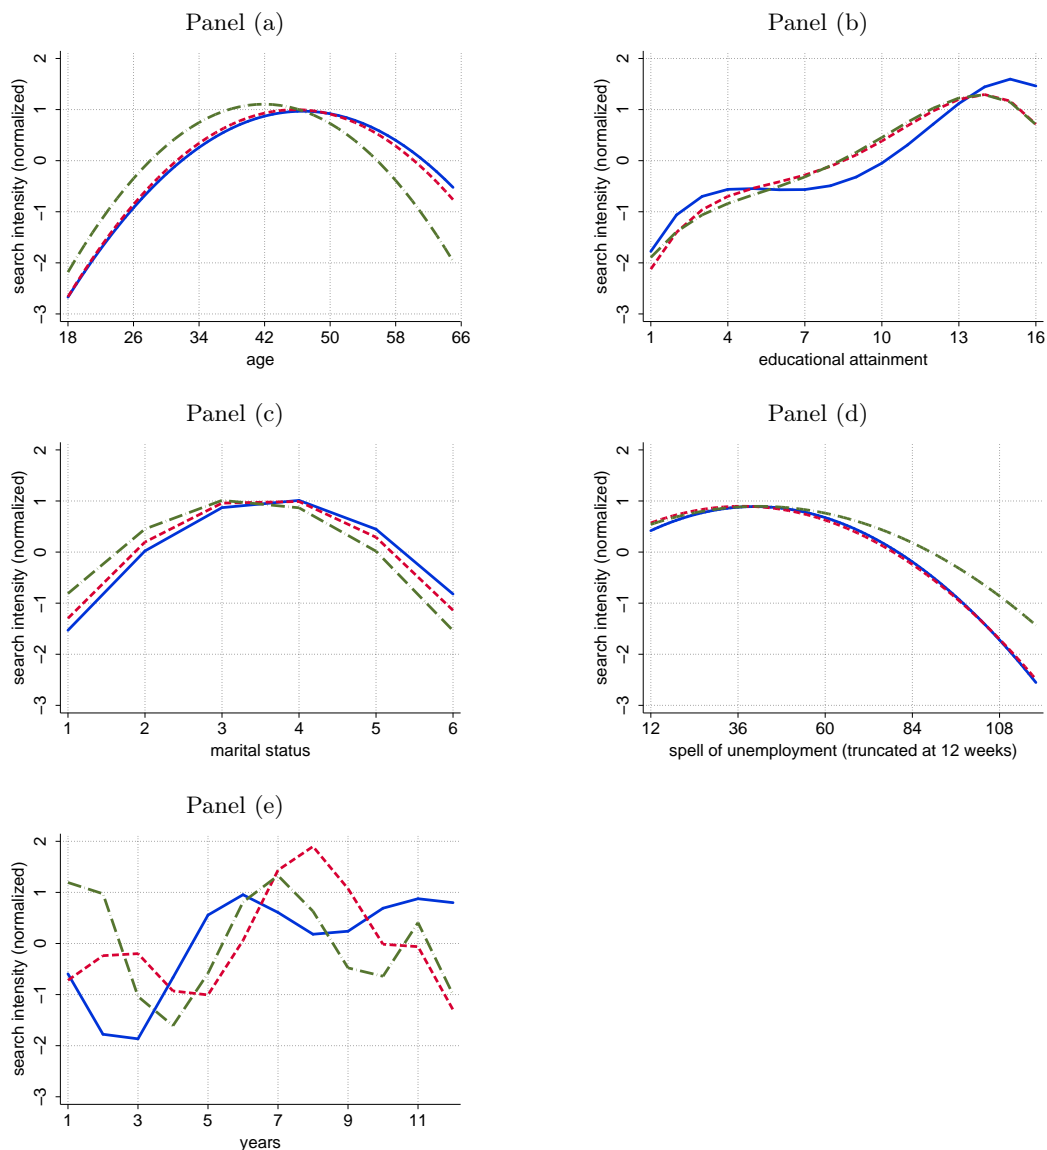 Panel (a)
search intensity (normalized)
2
1
0
−1
−2
−3
18 26 34 42 50 58 66
age
Panel (b)
search intensity (normalized)
2
1
0
−1
−2
−3
1 4 7 10 13 16
educational attainment
Panel (c)
search intensity (normalized)
2
1
0
−1
−2
−3
1 2 3 4 5 6
marital status
Panel (d)
search intensity (normalized)
2
1
0
−1
−2
−3
12 36 60 84 108
spell of unemployment (truncated at 12 weeks)
Panel (e)
search intensity (normalized)
2
1
0
−1
−2
−3
1 3 5 7 9 11
years